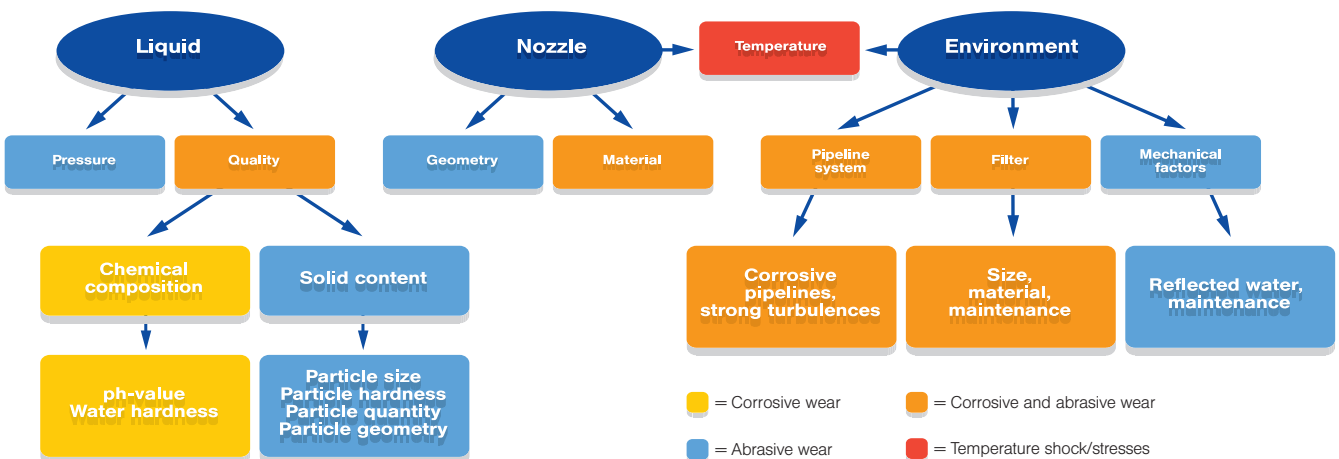 Liquid
Nozzle
Temperature
Environment
Pressure
Quality
Geometry
Material
Pipeline
system
Filter
Mechanical
factors
Chemical
composition
Solid content
Corrosive
pipelines,
strong turbulences
Size,
material,
maintenance
Reflected water,
maintenance
ph-value
Water hardness
Particle size
Particle hardness
Particle quantity
Particle geometry
= Corrosive wear
= Corrosive and abrasive wear
= Abrasive wear
= Temperature shock/stresses